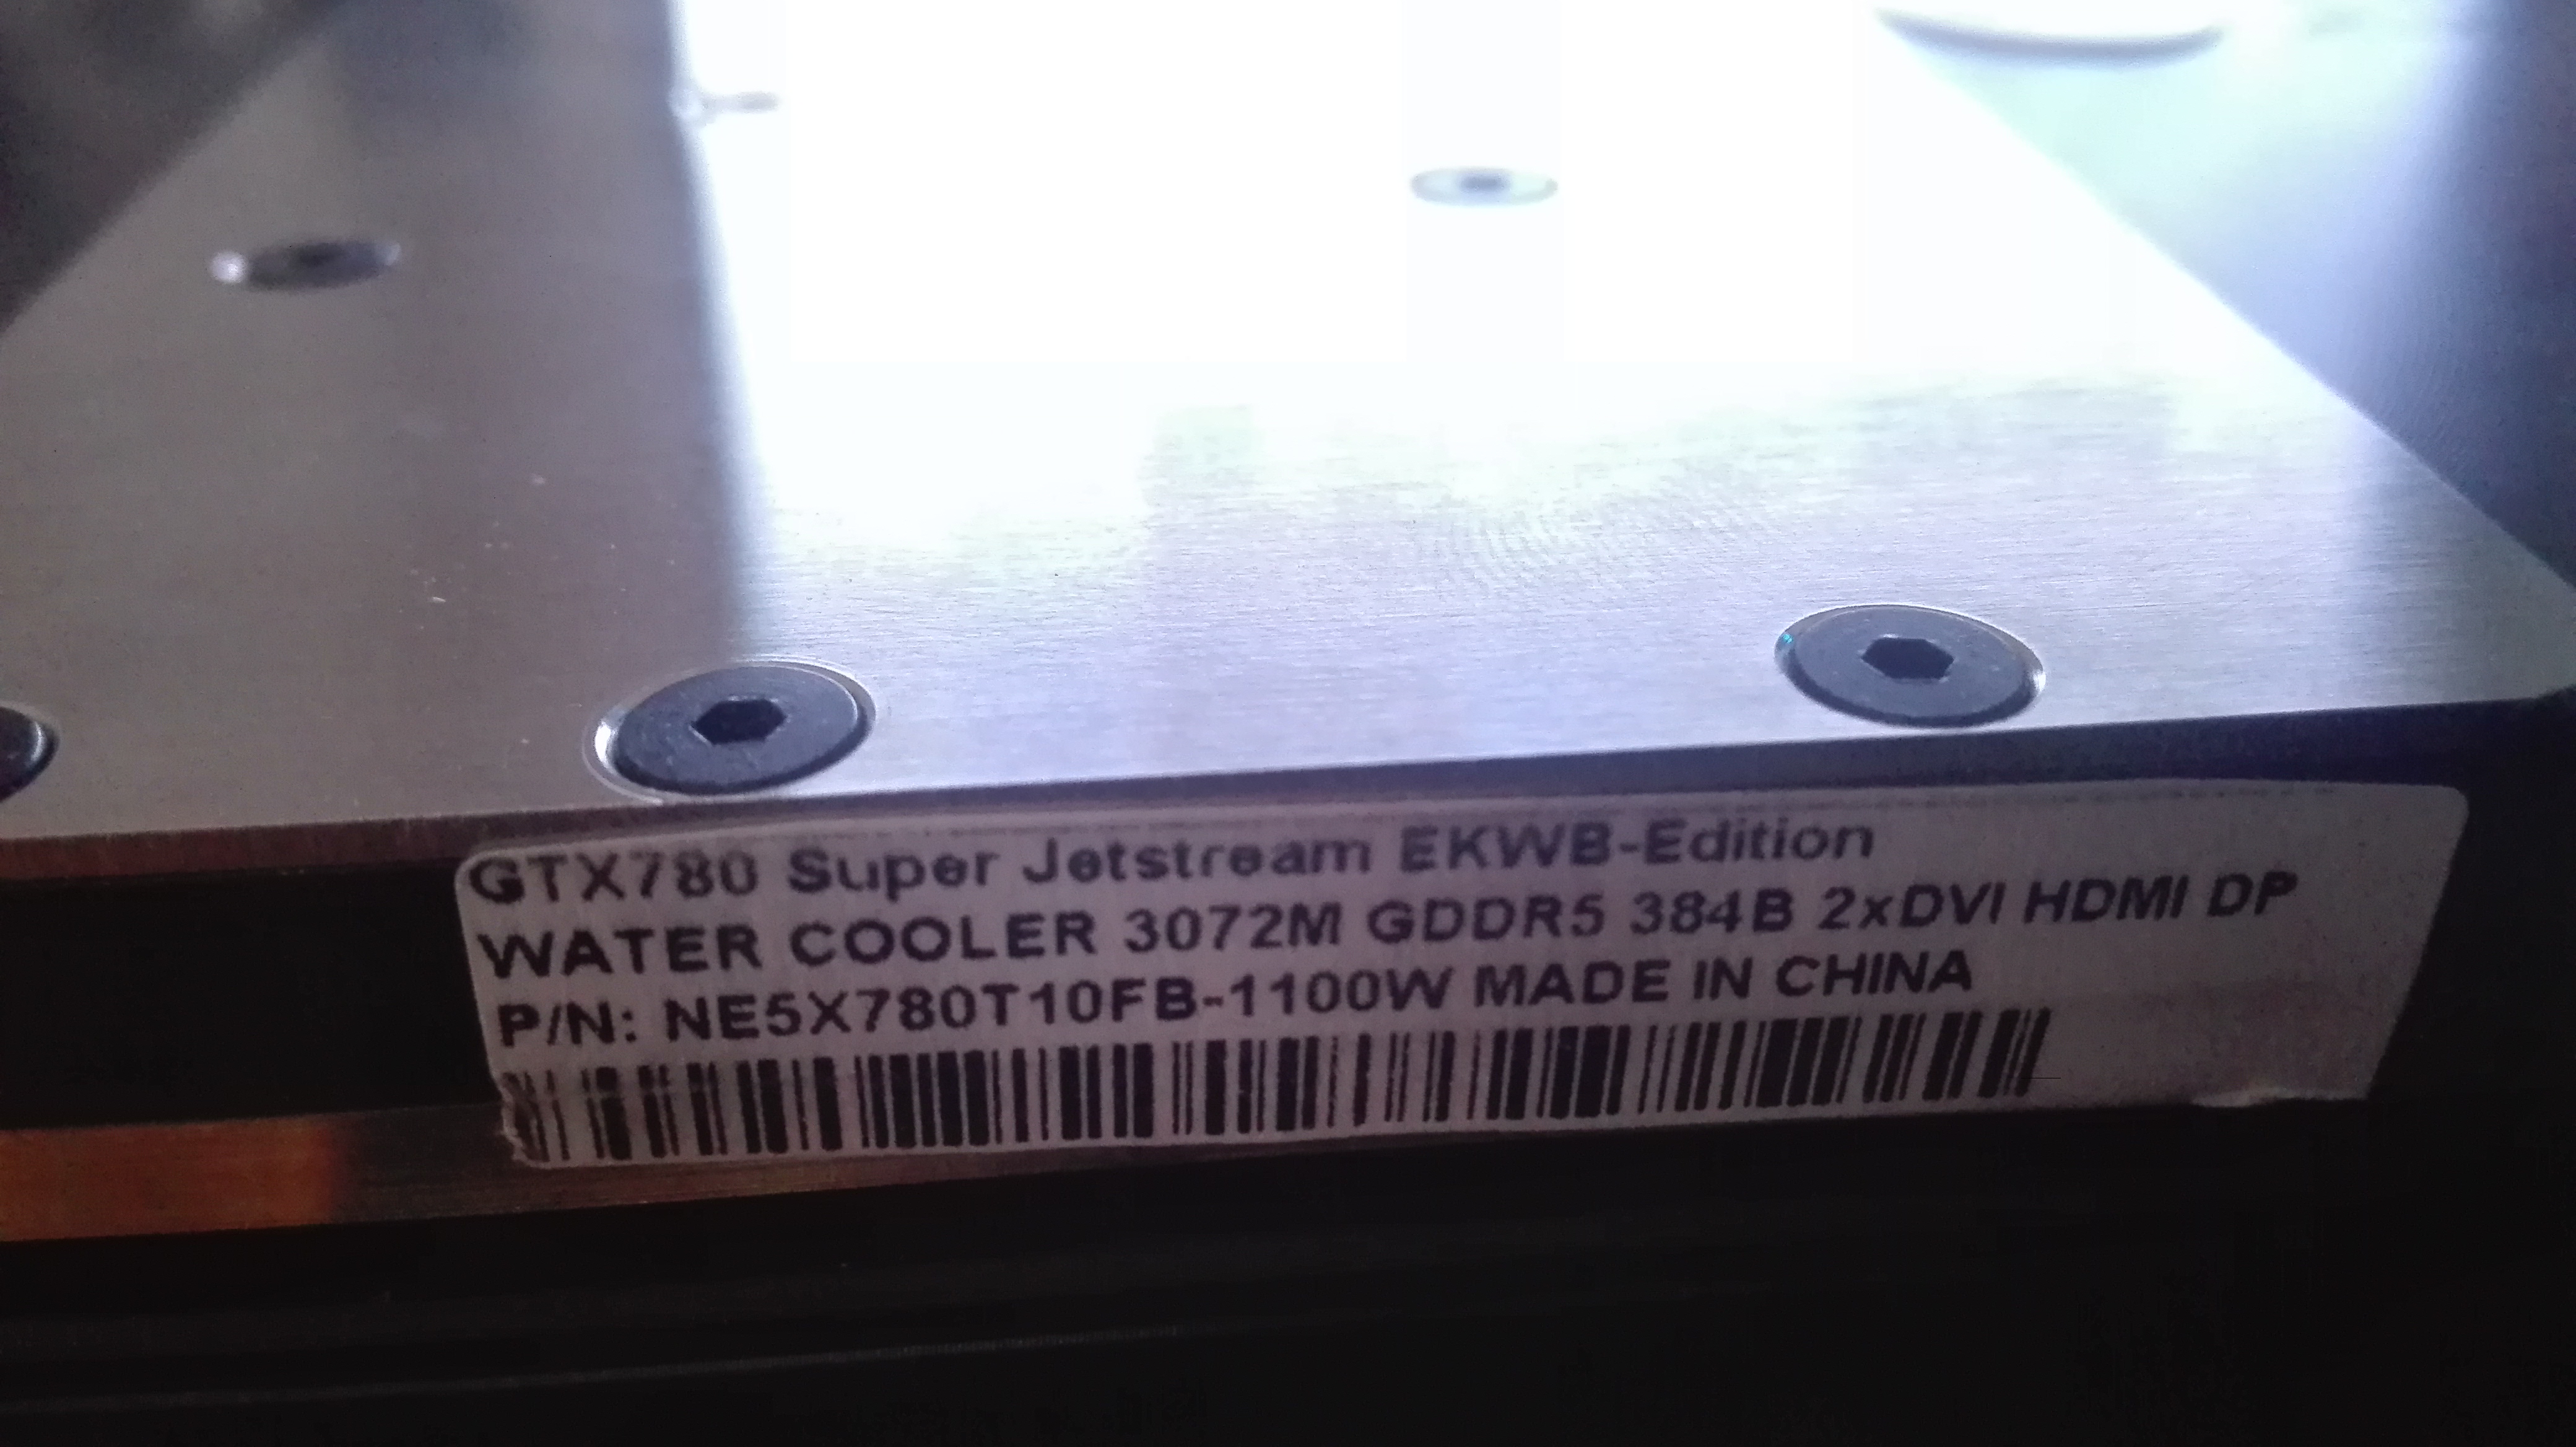 GTX780 Super Jetstream EKWB-Edition
WATER COOLER 3072M GDDR5 384B 2xDVI HDMI DP
P/N: NE5X780T10FB-1100W MADE IN CHINA